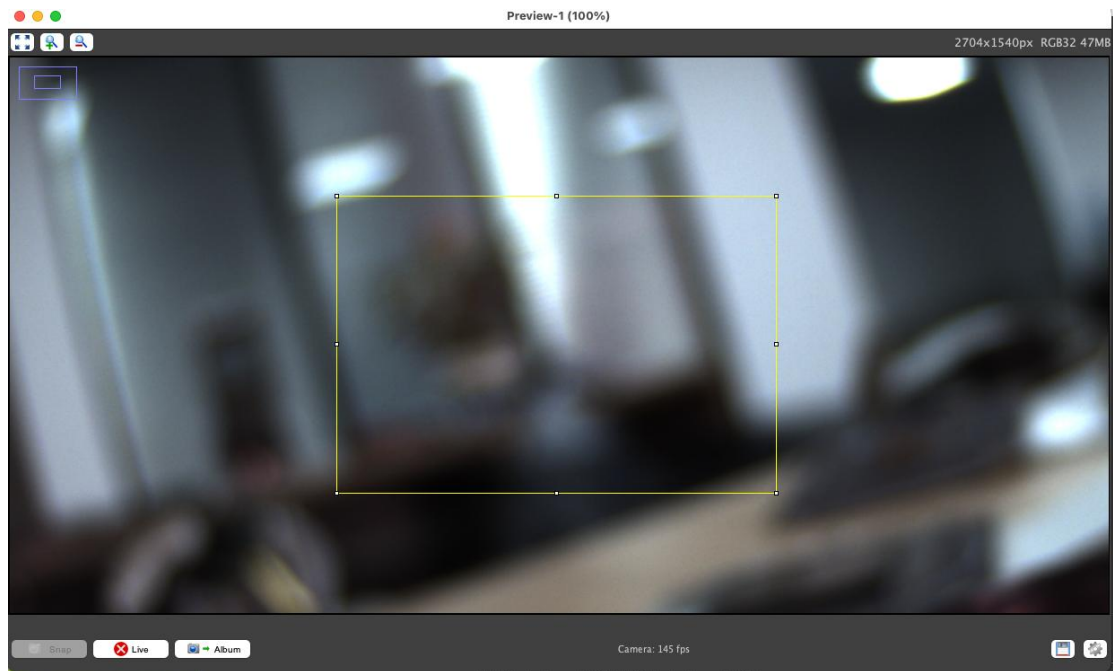 Preview-1 (100%)
2704x1540px RGB32 47MB
Snap
Live
Album
Camera: 145 fps